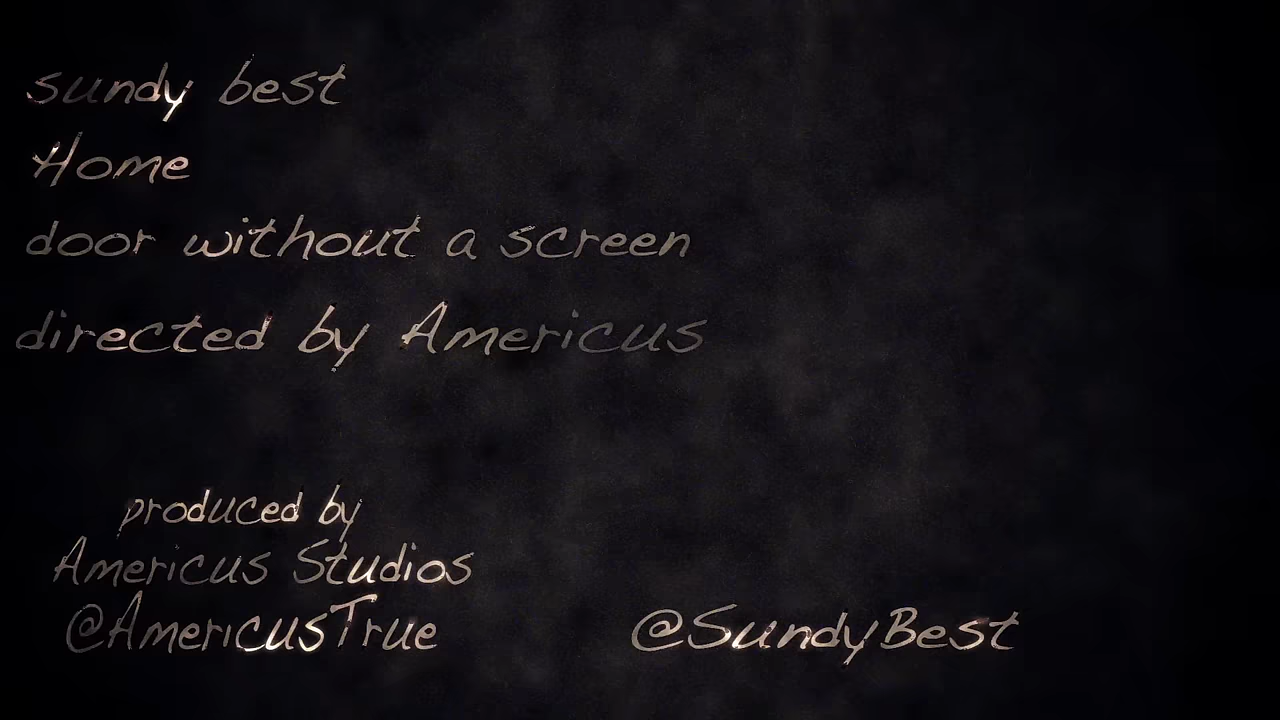 sundy best
Home
door without a screen
directed by Americus
produced by
Americus Studios
@AmericusTrue
@SundyBest